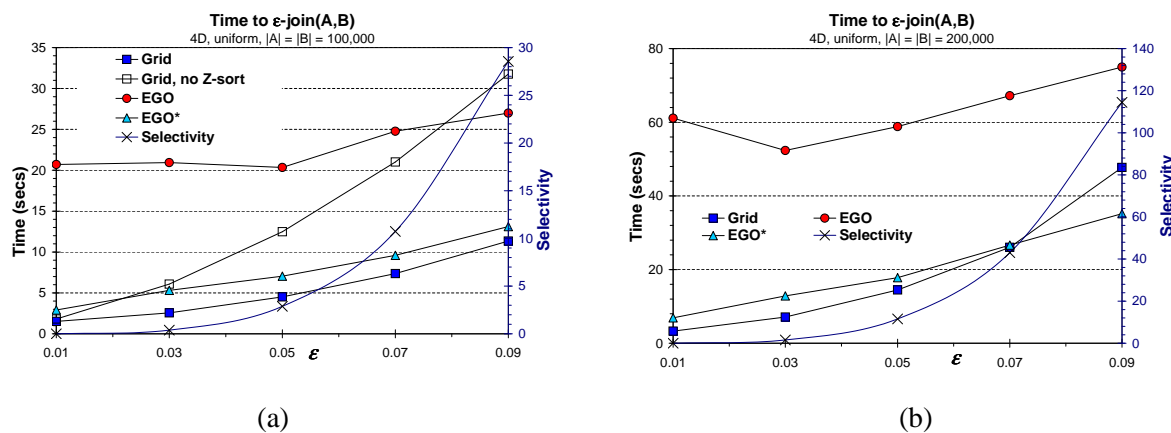 Time to ε-join(A,B)
4D, uniform, |A| = |B| = 100,000
35
30
25
20
15
10
5
0
Time (secs)
Grid
Grid, no Z-sort
EGO
EGO*
Selectivity
30
25
20
15
10
5
0
Selectivity
0.01
0.03
0.05
ε
0.07
0.09
(a)
Time to ε-join(A,B)
4D, uniform, |A| = |B| = 200,000
80
60
40
20
0
Time (secs)
Grid
EGO
EGO*
Selectivity
140
120
100
80
60
40
20
0
Selectivity
0.01
0.03
0.05
ε
0.07
0.09
(b)